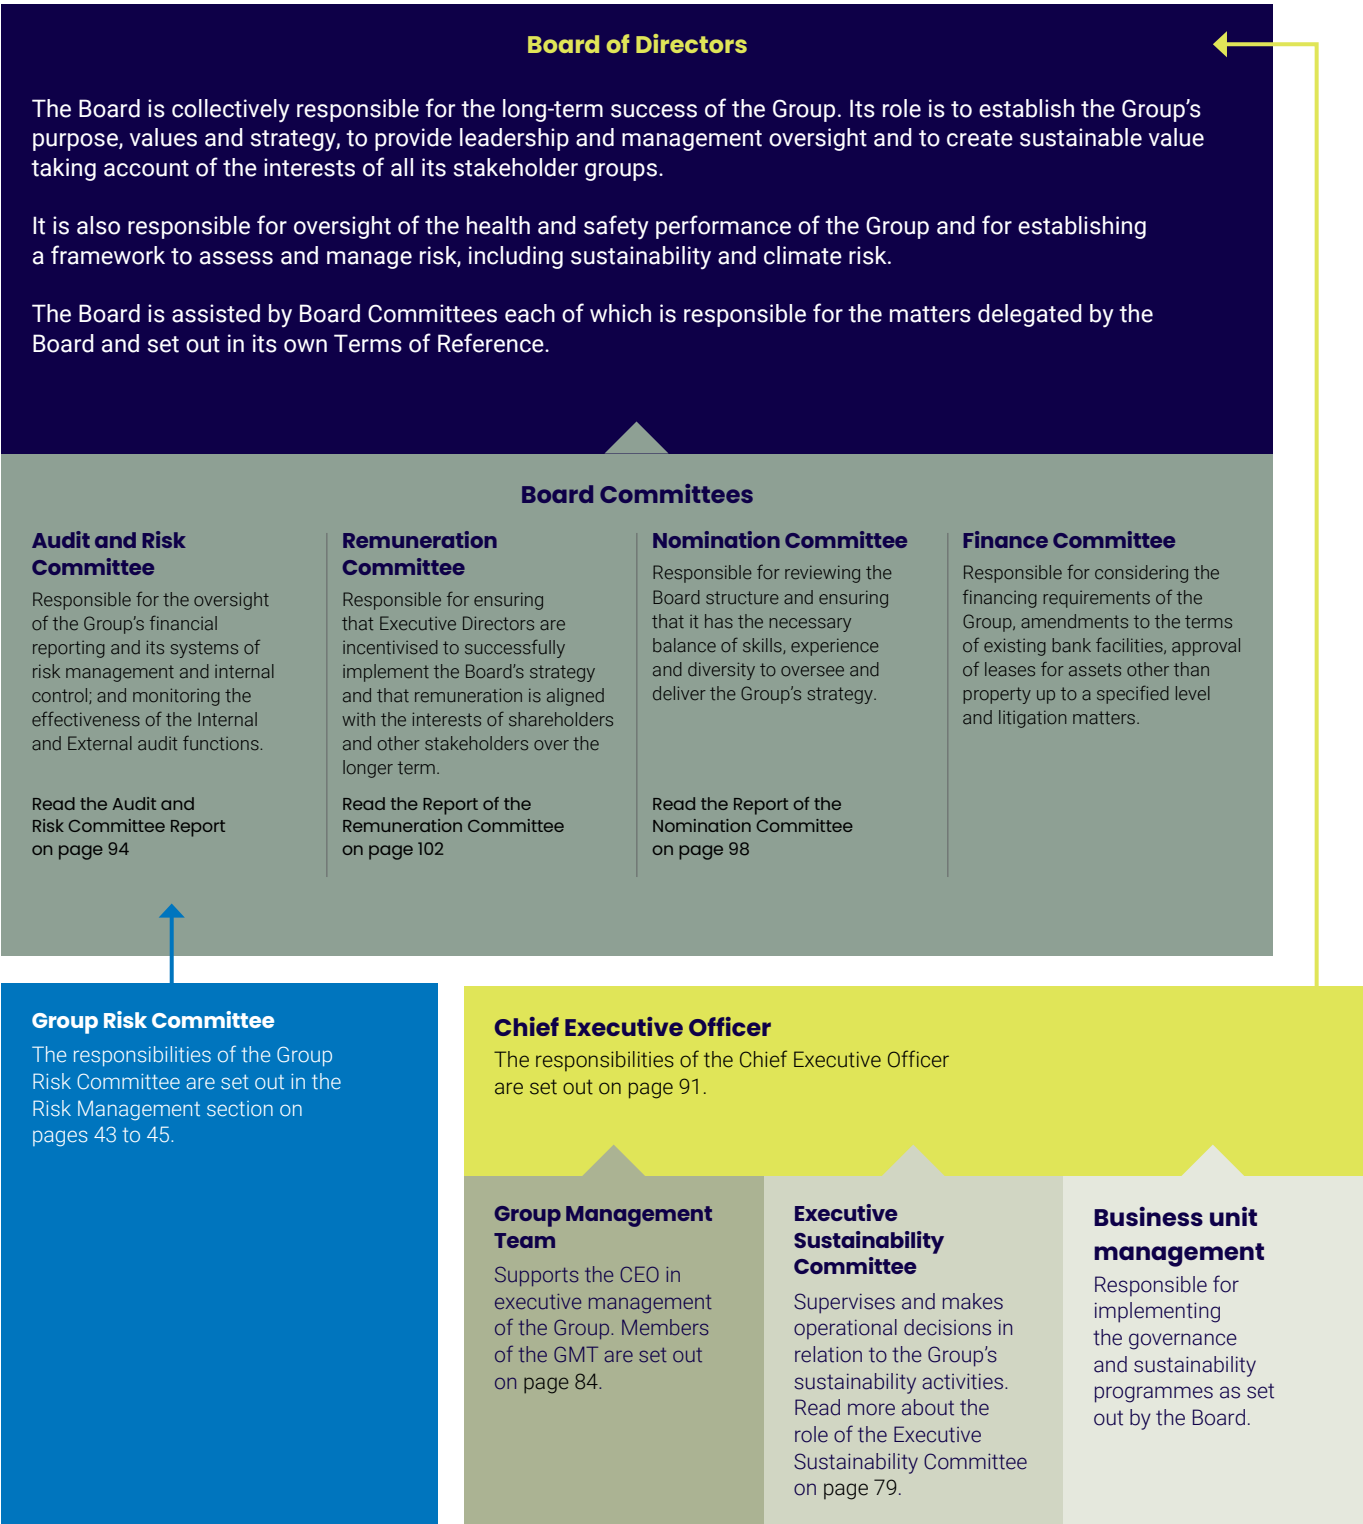 Board of Directors
The Board is collectively responsible for the long-term success of the Group. Its role is to establish the Group’s
purpose, values and strategy, to provide leadership and management oversight and to create sustainable value
taking account of the interests of all its stakeholder groups.
It is also responsible for oversight of the health and safety performance of the Group and for establishing
a framework to assess and manage risk, including sustainability and climate risk.
The Board is assisted by Board Committees each of which is responsible for the matters delegated by the
Board and set out in its own Terms of Reference.
Board Committees
Audit and Risk
Committee
Responsible for the oversight
of the Group’s financial
reporting and its systems of
risk management and internal
control; and monitoring the
effectiveness of the Internal
and External audit functions.
Read the Audit and
Risk Committee Report
on page 94
Remuneration
Committee
Responsible for ensuring
that Executive Directors are
incentivised to successfully
implement the Board’s strategy
and that remuneration is aligned
with the interests of shareholders
and other stakeholders over the
longer term.
Read the Report of the
Remuneration Committee
on page 102
Nomination Committee
Responsible for reviewing the
Board structure and ensuring
that it has the necessary
balance of skills, experience
and diversity to oversee and
deliver the Group’s strategy.
Read the Report of the
Nomination Committee
on page 98
Finance Committee
Responsible for considering the
financing requirements of the
Group, amendments to the terms
of existing bank facilities, approval
of leases for assets other than
property up to a specified level
and litigation matters.
Group Risk Committee
The responsibilities of the Group
Risk Committee are set out in the
Risk Management section on
pages 43 to 45.
Chief Executive Officer
The responsibilities of the Chief Executive Officer
are set out on page 91.
Group Management
Team
Supports the CEO in
executive management
of the Group. Members
of the GMT are set out
on page 84.
Executive
Sustainability
Committee
Supervises and makes
operational decisions in
relation to the Group’s
sustainability activities.
Read more about the
role of the Executive
Sustainability Committee
on page 79.
Business unit
management
Responsible for
implementing
the governance
and sustainability
programmes as set
out by the Board.